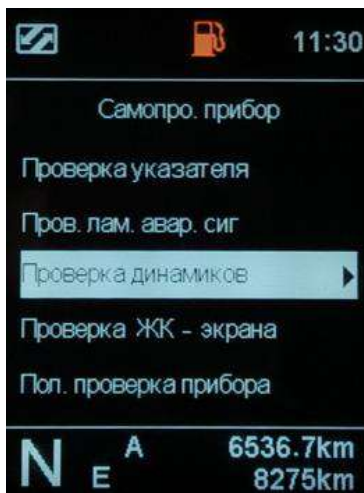 11:30
Самопро. прибор
Проверка указателя
Пров. лам. авар. сиг
Проверка динамиков
Проверка ЖК - экрана
Пол. проверка прибора
N E A 6536.7km
8275km